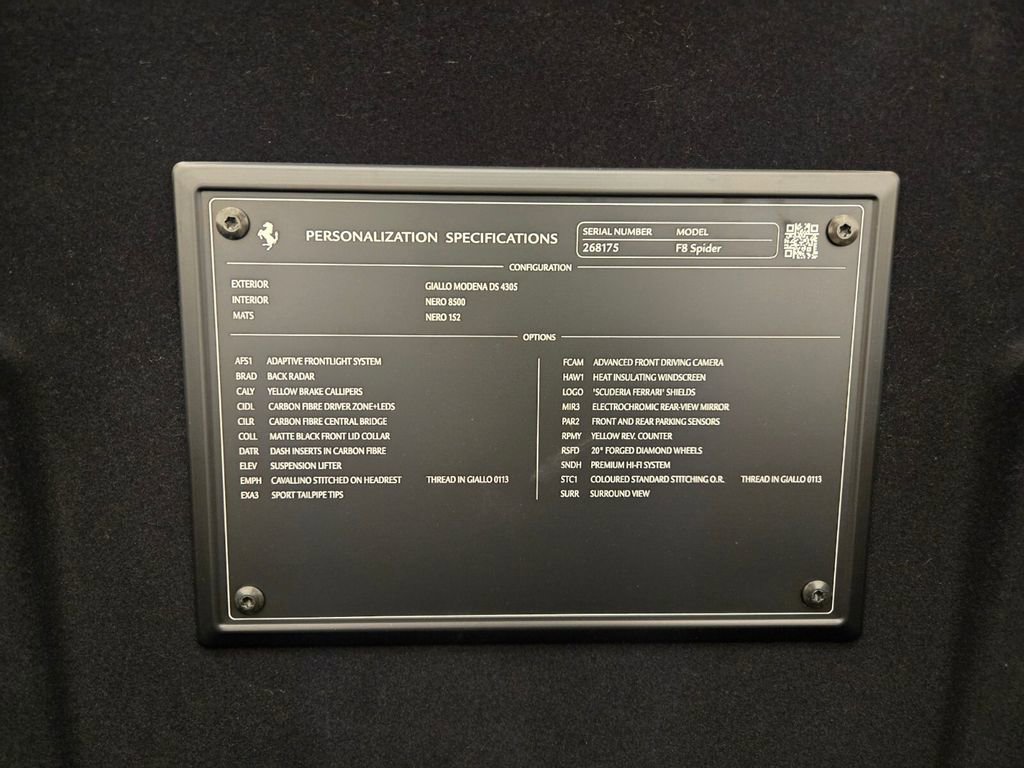 PERSONALIZATION SPECIFICATIONS
SERIAL NUMBER MODEL
268175 F8 Spider
CONFIGURATION
EXTERIOR GIALLO MODENA DS 4305
INTERIOR NERO 8500
MATS NERO 152
OPTIONS
AFS1 ADAPTIVE FRONTLIGHT SYSTEM
BRAD BACK RADAR
CALY YELLOW BRAKE CALLIPERS
CIDL CARBON FIBRE DRIVER ZONE+LEDS
CILR CARBON FIBRE CENTRAL BRIDGE
COLL MATTE BLACK FRONT LID COLLAR
DATR DASH INSERTS IN CARBON FIBRE
ELEV SUSPENSION LIFTER
EMPH CAVALLINO STITCHED ON HEADREST THREAD IN GIALLO 0113
EXA3 SPORT TAILPIPE TIPS
FCAM ADVANCED FRONT DRIVING CAMERA
HAW1 HEAT INSULATING WINDSCREEN
LOGO 'SCUDERIA FERRARI' SHIELDS
MIR3 ELECTROCHROMIC REAR-VIEW MIRROR
PAR2 FRONT AND REAR PARKING SENSORS
RPMY YELLOW REV. COUNTER
RSFD 20" FORGED DIAMOND WHEELS
SNDH PREMIUM HI-FI SYSTEM
STC1 COLOURED STANDARD STITCHING O.R. THREAD IN GIALLO 0113
SURR SURROUND VIEW